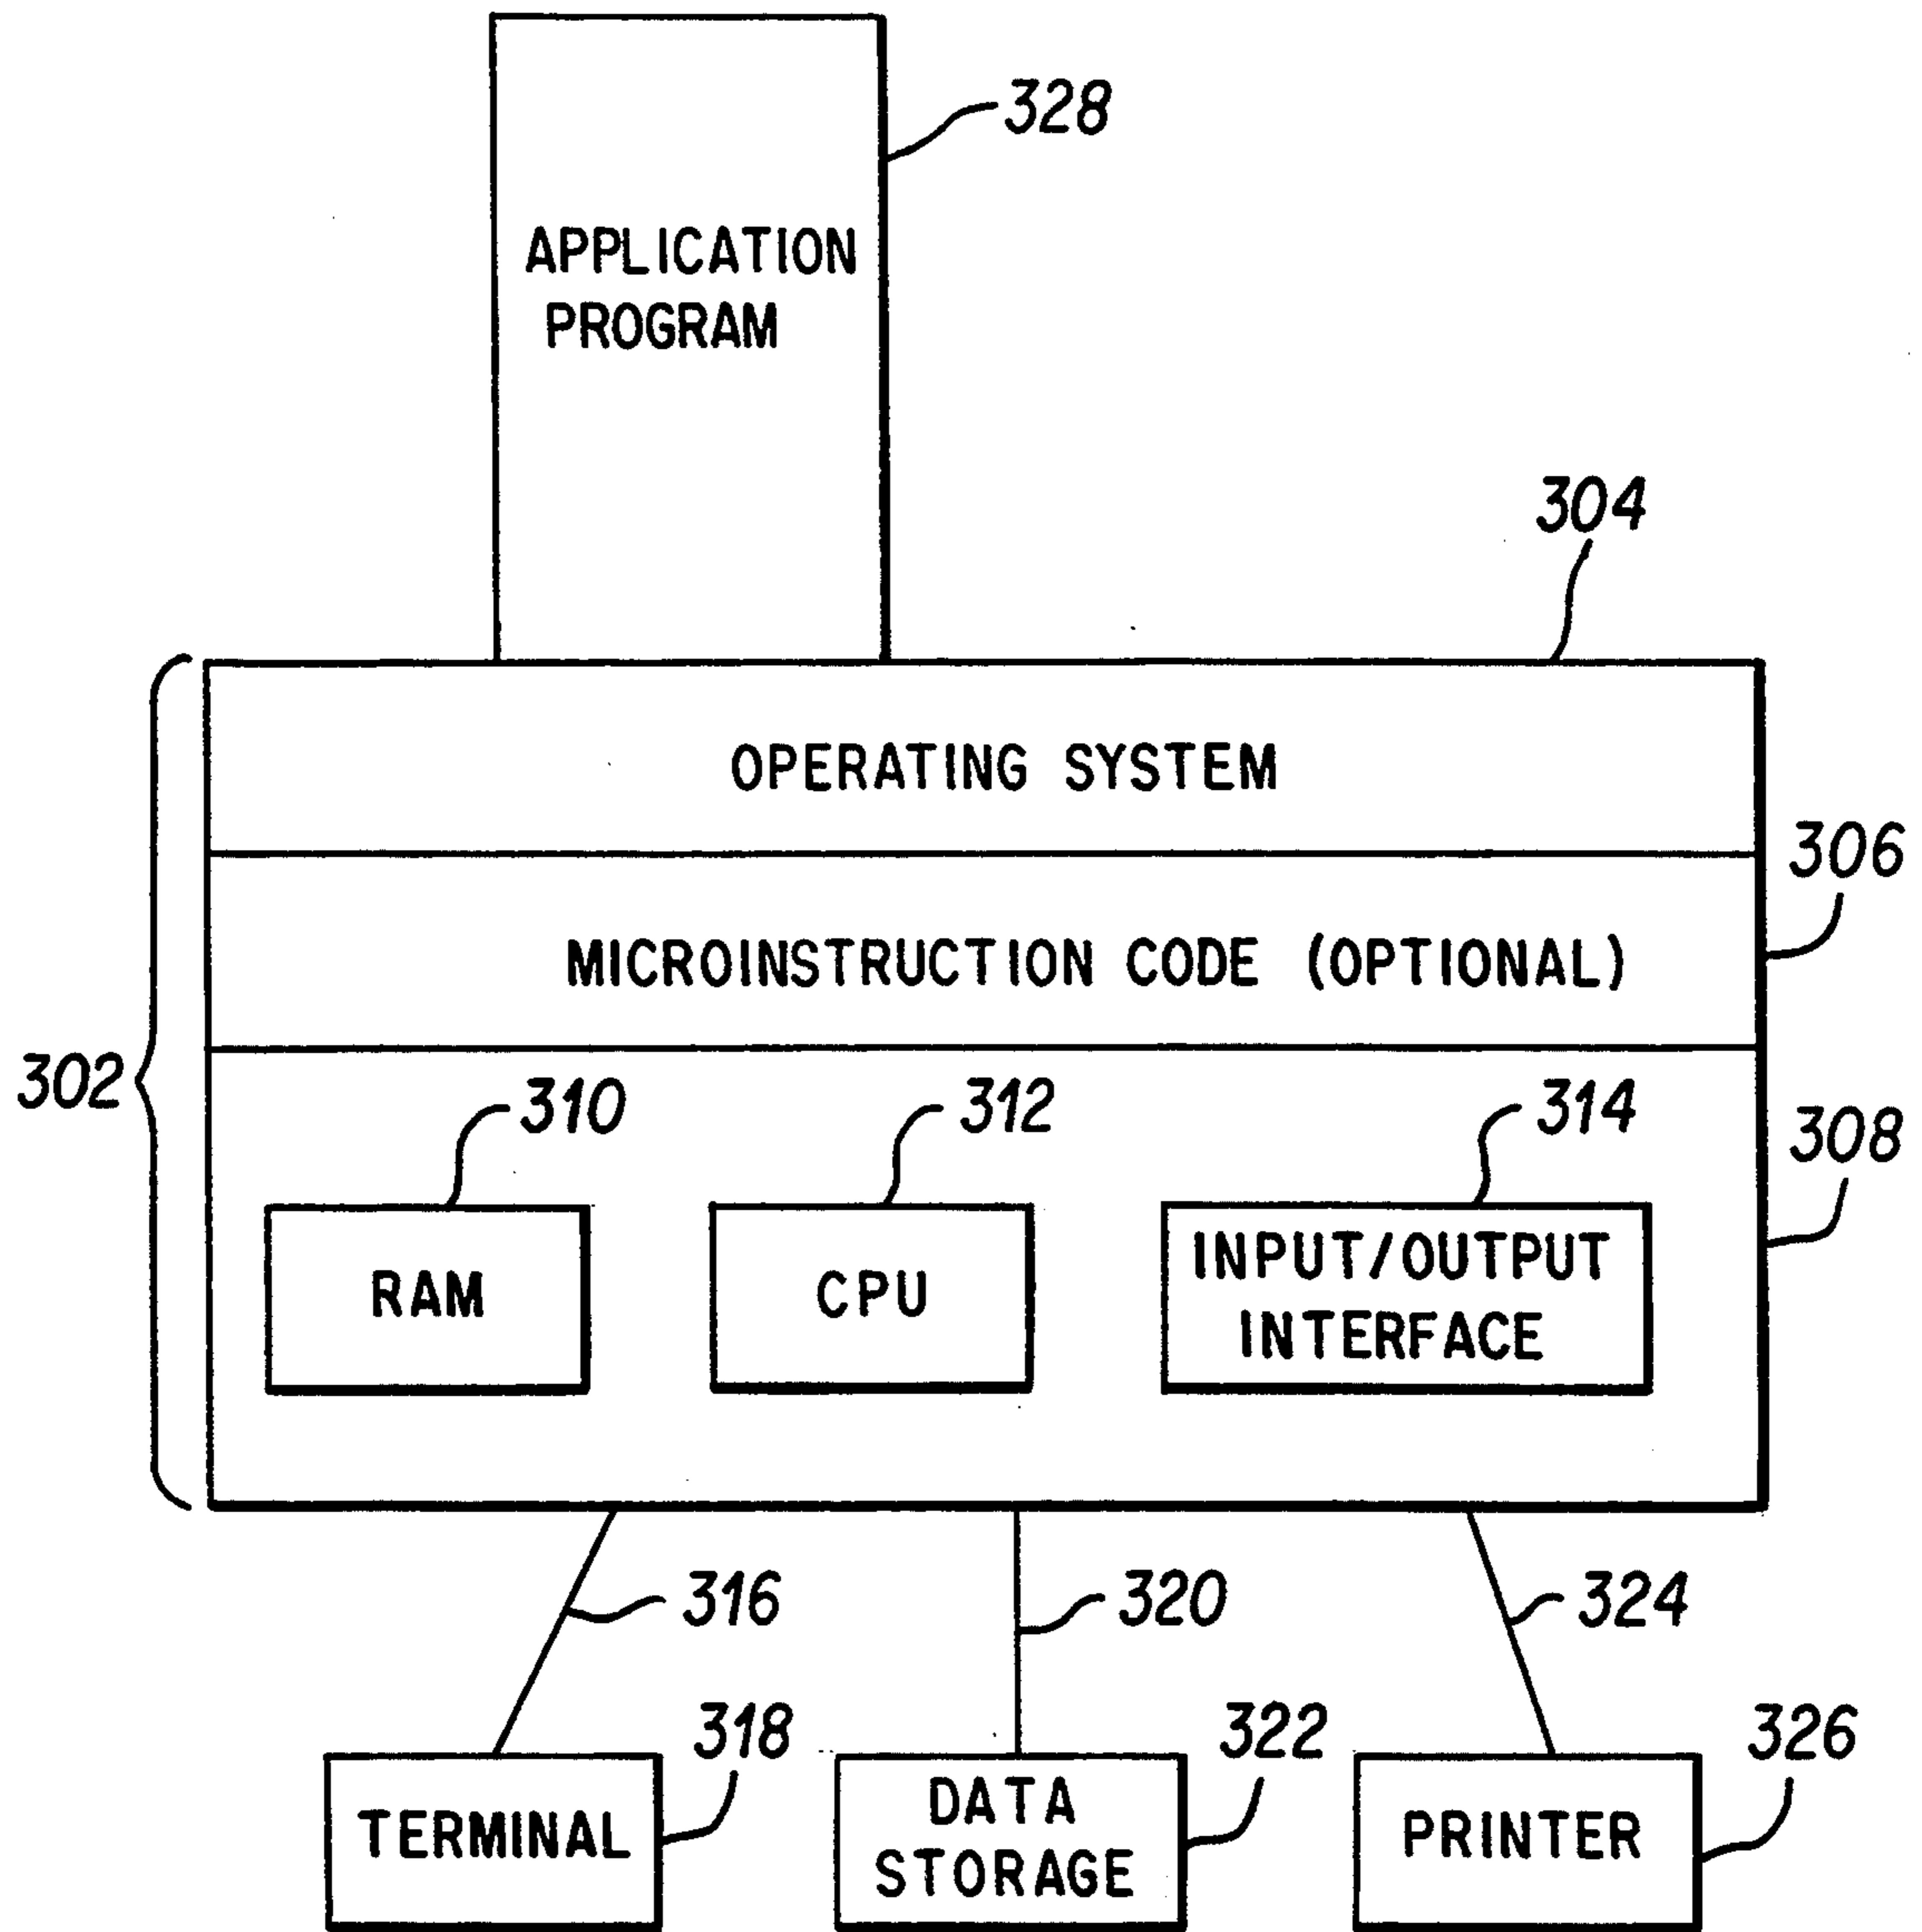 328
APPLICATION
PROGRAM
304
OPERATING SYSTEM
306
MICROINSTRUCTION CODE (OPTIONAL)
302
310
312
314
308
RAM
CPU
INPUT/OUTPUT
INTERFACE
316
320
324
318
322
326
TERMINAL
DATA
STORAGE
PRINTER